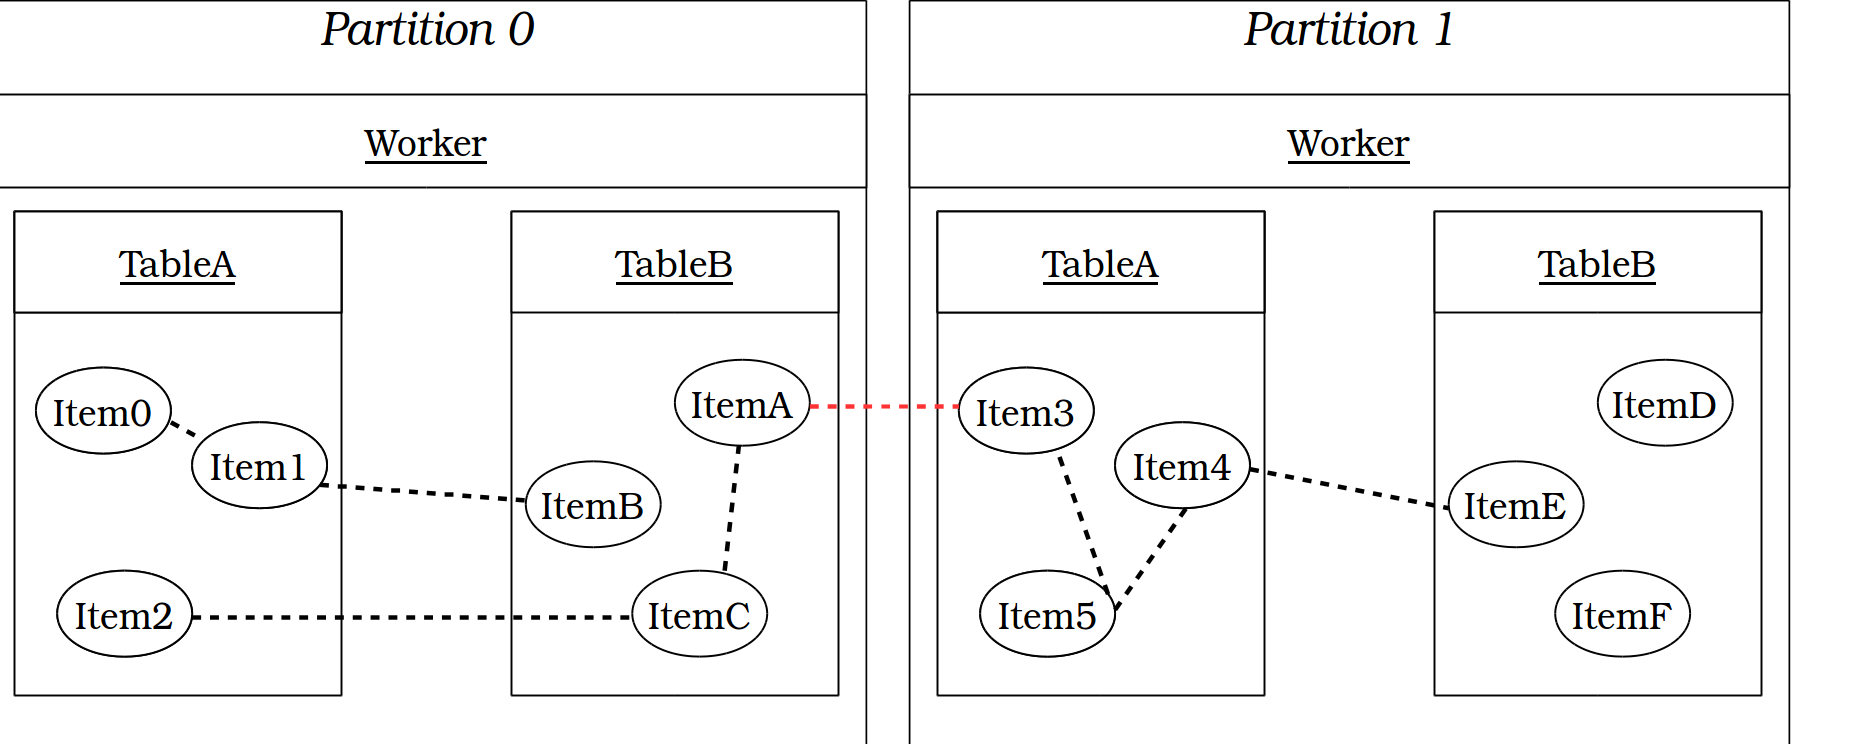 Partition 0
Worker
TableA
TableB
Item0
Item1
Item2
ItemA
ItemB
ItemC
Partition 1
Worker
TableA
TableB
Item3
Item4
Item5
ItemD
ItemE
ItemF